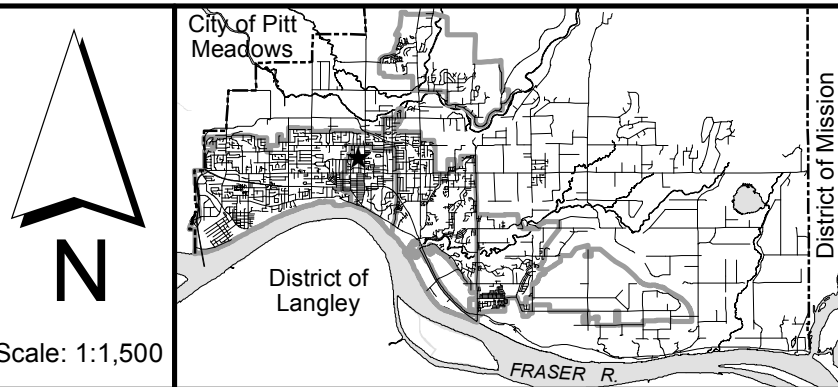 N
Scale: 1:1,500
City of Pitt
Meadows
District of
Langley
FRASER R.
District of Mission